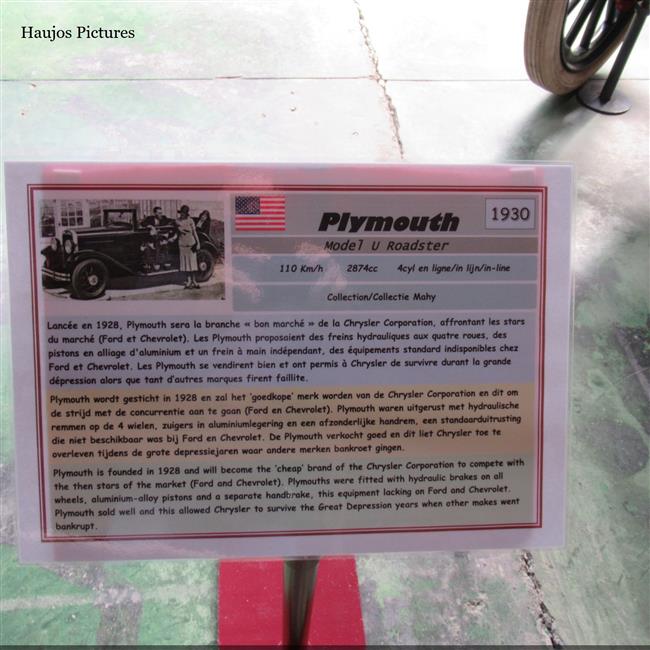 Haujos Pictures
Plymouth
1930
Model U Roadster
110 Km/h 2874cc 4cyl en ligne/in lijn/in-line
Collection/Collectie Mahy
Lancée en 1928, Plymouth sera la branche « bon marché » de la Chrysler Corporation, affrontant les stars
du marché (Ford et Chevrolet). Les Plymouth proposaient des freins hydrauliques aux quatre roues, des
pistons en alliage d'aluminium et un frein à main indépendant, des équipements standard indisponibles chez
Ford et Chevrolet. Les Plymouth se vendirent bien et ont permis à Chrysler de survivre durant la grande
dépression alors que tant d'autres marques firent faillite.
Plymouth wordt gesticht in 1928 en zal het 'goedkope' merk worden van de Chrysler Corporation en dit om
de strijd met de concurrentie aan te gaan (Ford en Chevrolet). Plymouth waren uitgerust met hydraulische
remmen op de 4 wielen, zuigers in aluminiumlegering en een afzonderlijke handrem, een standaarduitrusting
die niet beschikbaar was bij Ford en Chevrolet. De Plymouth verkocht goed en dit liet Chrysler toe te
overleven tijdens de grote depressiejaren waar andere merken bankroet gingen.
Plymouth is founded in 1928 and will become the 'cheap' brand of the Chrysler Corporation to compete with
the then stars of the market (Ford and Chevrolet). Plymouths were fitted with hydraulic brakes on all
wheels, aluminium-alloy pistons and a separate handbrake, this equipment lacking on Ford and Chevrolet.
Plymouth sold well and this allowed Chrysler to survive the Great Depression years when other makes went
bankrupt.